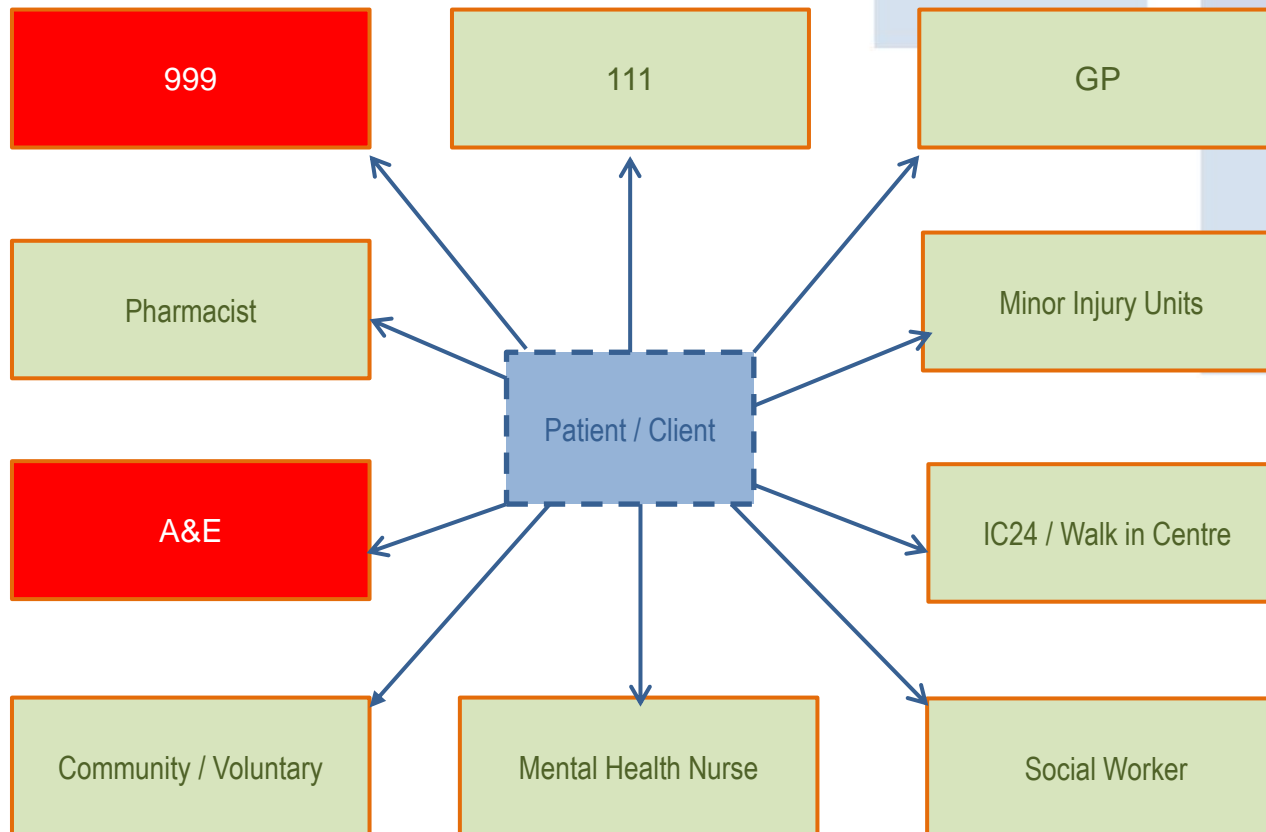 999
111
GP
Pharmacist
Minor Injury Units
Patient / Client
A&E
IC24 / Walk in Centre
Community / Voluntary
Mental Health Nurse
Social Worker